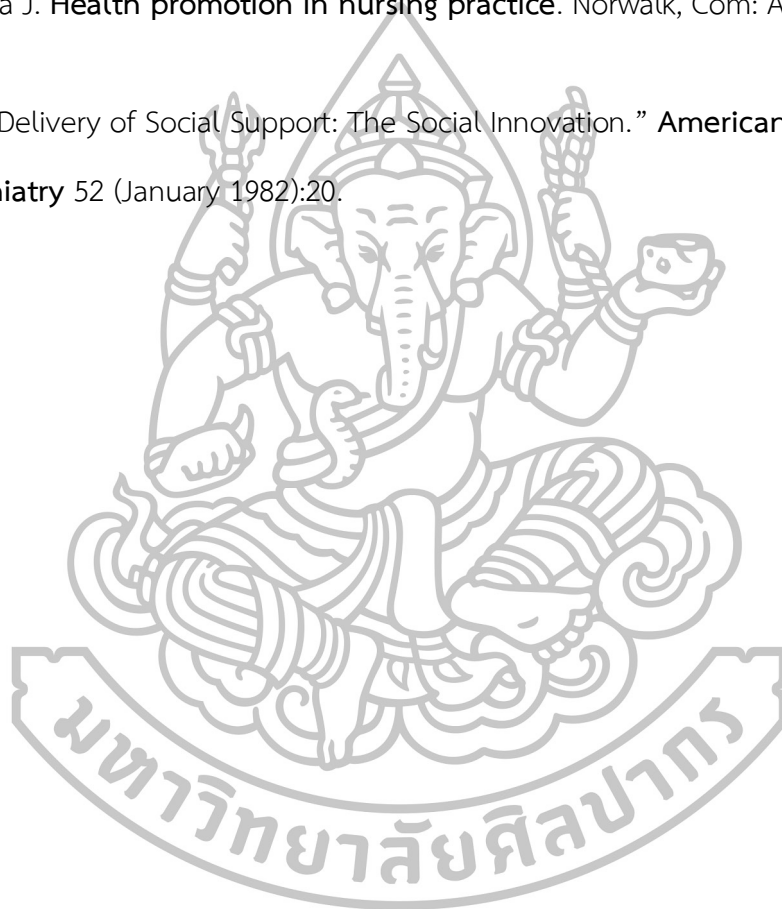 a J. Health promotion in nursing practice. Norwalk, Com: A
Delivery of Social Support: The Social Innovation.” American
hiatry 52 (January 1982):20.
มหาวิทยาลัยศิลปากร